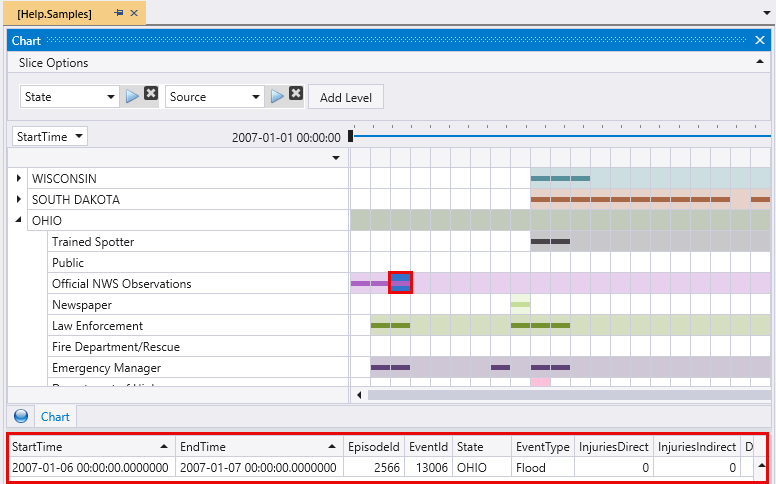 [Help.Samples]
Chart
Slice Options
State Source Add Level
StartTime 2007-01-01 00:00:00
WISCONSIN
SOUTH DAKOTA
OHIO
Trained Spotter
Public
Official NWS Observations
Newspaper
Law Enforcement
Fire Department/Rescue
Emergency Manager
Chart
StartTime EndTime EpisodeId EventId State EventType InjuriesDirect InjuriesIndirect D
2007-01-06 00:00:00.0000000 2007-01-07 00:00:00.0000000 2566 13006 OHIO Flood 0 0